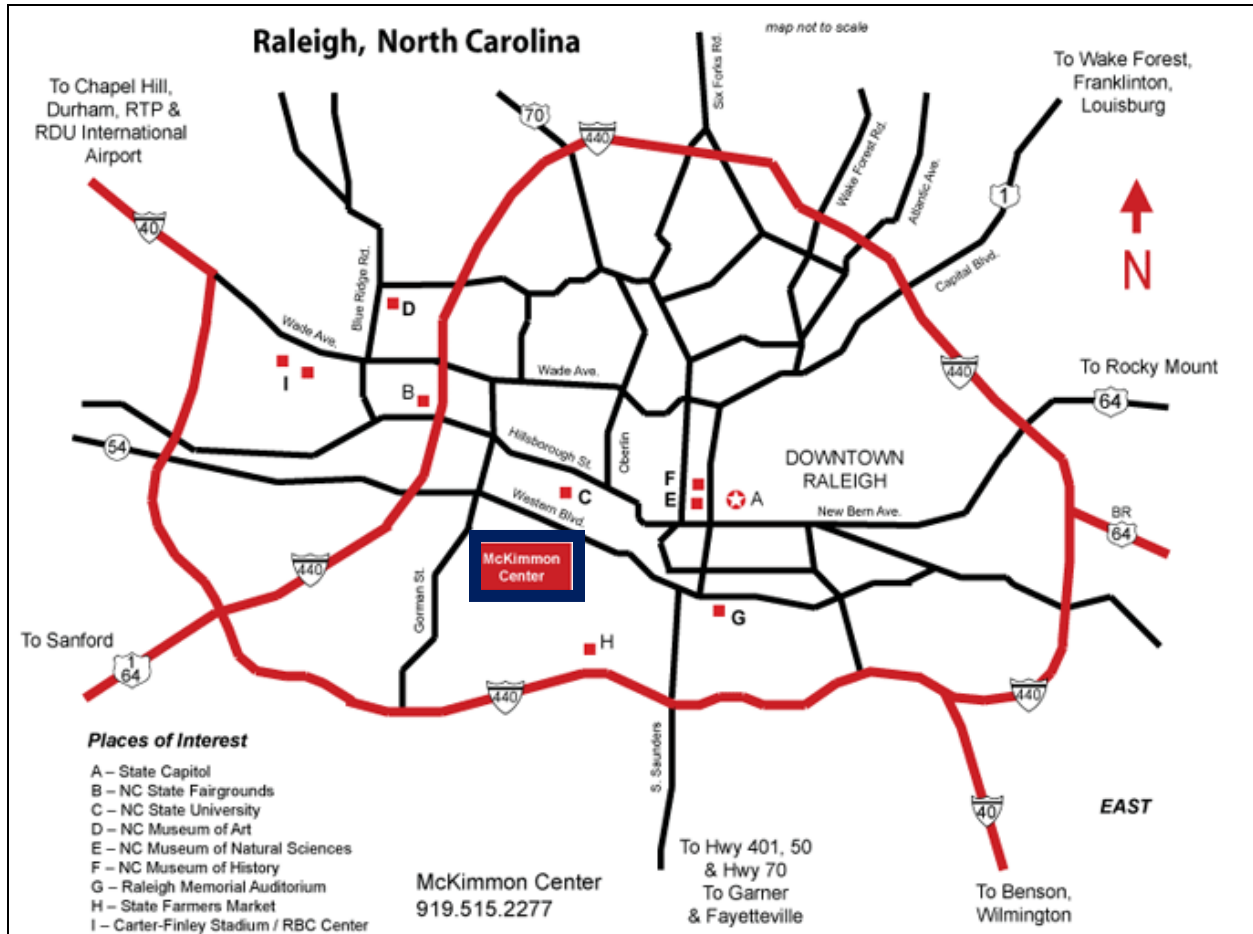 Raleigh, North Carolina
map not to scale
To Chapel Hill,
Durham, RTP &
RDU International
Airport
To Wake Forest,
Franklinton,
Louisburg
70
440
Six Forks Rd.
Wake Forest Rd.
Atlantic Ave.
1
40
Capital Blvd.
N
Blue Ridge Rd.
D
Wade Ave.
I
B
Wade Ave.
440
To Rocky Mount
64
54
Hillsborough St.
Oberlin
C
F
E
A
DOWNTOWN
RALEIGH
New Bern Ave.
BR
64
Western Blvd.
McKimmon
Center
440
Gorman St.
G
H
To Sanford
1
64
440
440
S. Saunders
40
EAST
Places of Interest
A – State Capitol
B – NC State Fairgrounds
C – NC State University
D – NC Museum of Art
E – NC Museum of Natural Sciences
F – NC Museum of History
G – Raleigh Memorial Auditorium
H – State Farmers Market
I – Carter-Finley Stadium / RBC Center
McKimmon Center
919.515.2277
To Hwy 401, 50
& Hwy 70
To Garner
& Fayetteville
To Benson,
Wilmington